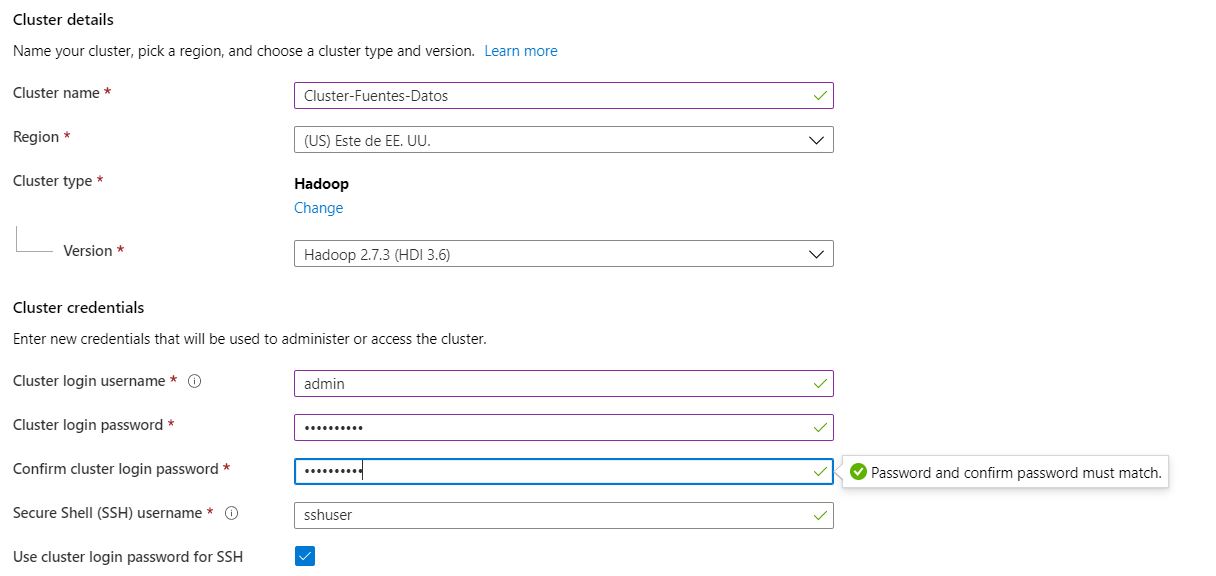 Cluster details
Name your cluster, pick a region, and choose a cluster type and version. Learn more
Cluster name * Cluster-Fuentes-Datos
Region * (US) Este de EE. UU.
Cluster type * Hadoop
Change
Version * Hadoop 2.7.3 (HDI 3.6)
Cluster credentials
Enter new credentials that will be used to administer or access the cluster.
Cluster login username * admin
Cluster login password * ••••••••••
Confirm cluster login password * •••••••••• Password and confirm password must match.
Secure Shell (SSH) username * sshuser
Use cluster login password for SSH